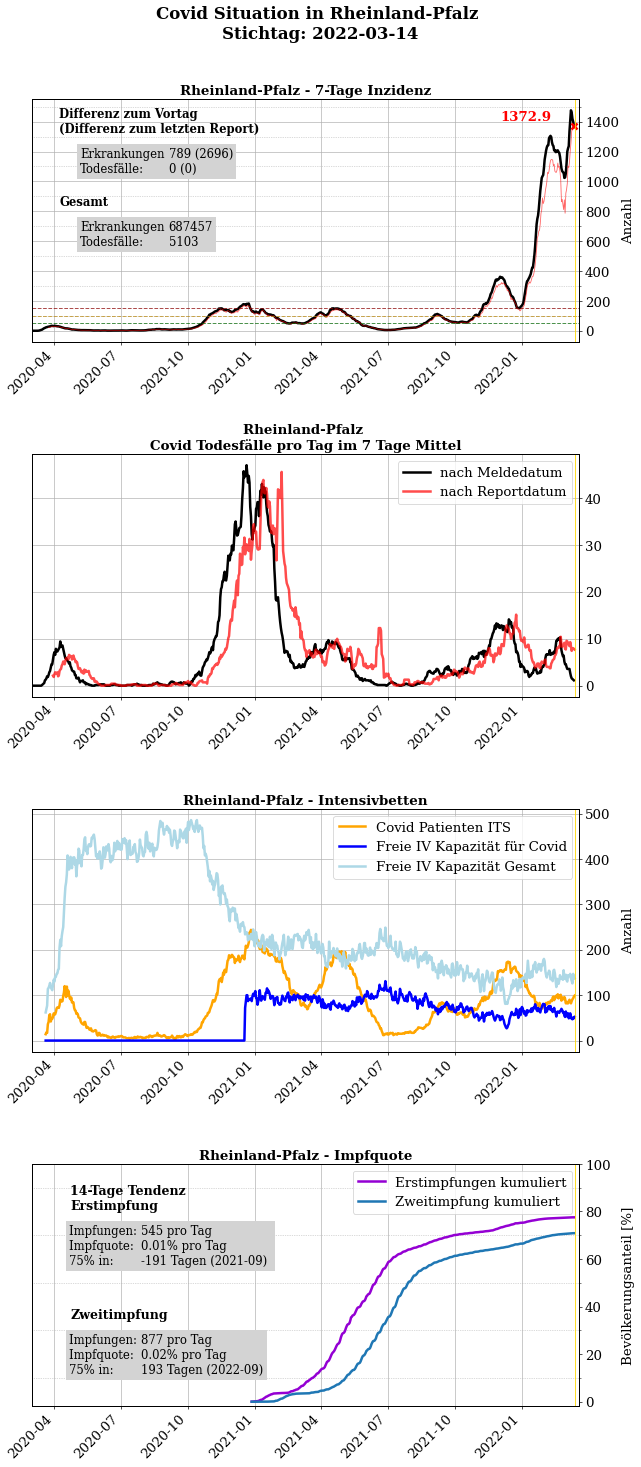 Covid Situation in Rheinland-Pfalz
Stichtag: 2022-03-14
Rheinland-Pfalz - 7-Tage Inzidenz
Differenz zum Vortag
(Differenz zum letzten Report)
Erkrankungen 789 (2696)
Todesfälle: 0 (0)
Gesamt
Erkrankungen 687457
Todesfälle: 5103
1372.9
1400
1200
1000
800
600
400
200
0
Anzahl
2020-04
2020-07
2020-10
2021-01
2021-04
2021-07
2021-10
2022-01
Rheinland-Pfalz
Covid Todesfälle pro Tag im 7 Tage Mittel
nach Meldedatum
nach Reportdatum
40
30
20
10
0
2020-04
2020-07
2020-10
2021-01
2021-04
2021-07
2021-10
2022-01
Rheinland-Pfalz - Intensivbetten
Covid Patienten ITS
Freie IV Kapazität für Covid
Freie IV Kapazität Gesamt
500
400
300
200
100
0
Anzahl
2020-04
2020-07
2020-10
2021-01
2021-04
2021-07
2021-10
2022-01
Rheinland-Pfalz - Impfquote
14-Tage Tendenz
Erstimpfung
Impfungen: 545 pro Tag
Impfquote: 0.01% pro Tag
75% in: -191 Tagen (2021-09)
Zweitimpfung
Impfungen: 877 pro Tag
Impfquote: 0.02% pro Tag
75% in: 193 Tagen (2022-09)
Erstimpfungen kumuliert
Zweitimpfung kumuliert
100
80
60
40
20
0
Bevölkerungsanteil [%]
2020-04
2020-07
2020-10
2021-01
2021-04
2021-07
2021-10
2022-01